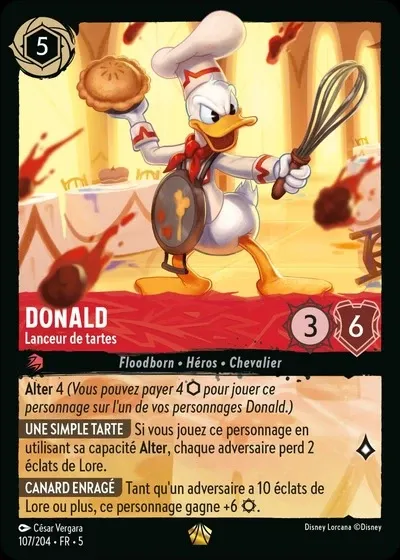 5
DONALD
Lanceur de tartes
3
6
Floodborn • Héros • Chevalier
Alter 4 (Vous pouvez payer 4 ⬡ pour jouer ce
personnage sur l'un de vos personnages Donald.)
UNE SIMPLE TARTE Si vous jouez ce personnage en
utilisant sa capacité Alter, chaque adversaire perd 2
éclats de Lore.
CANARD ENRAGÉ Tant qu'un adversaire a 10 éclats de
Lore ou plus, ce personnage gagne +6 ¤.
César Vergara
107/204 • FR • 5
Disney Lorcana ©Disney